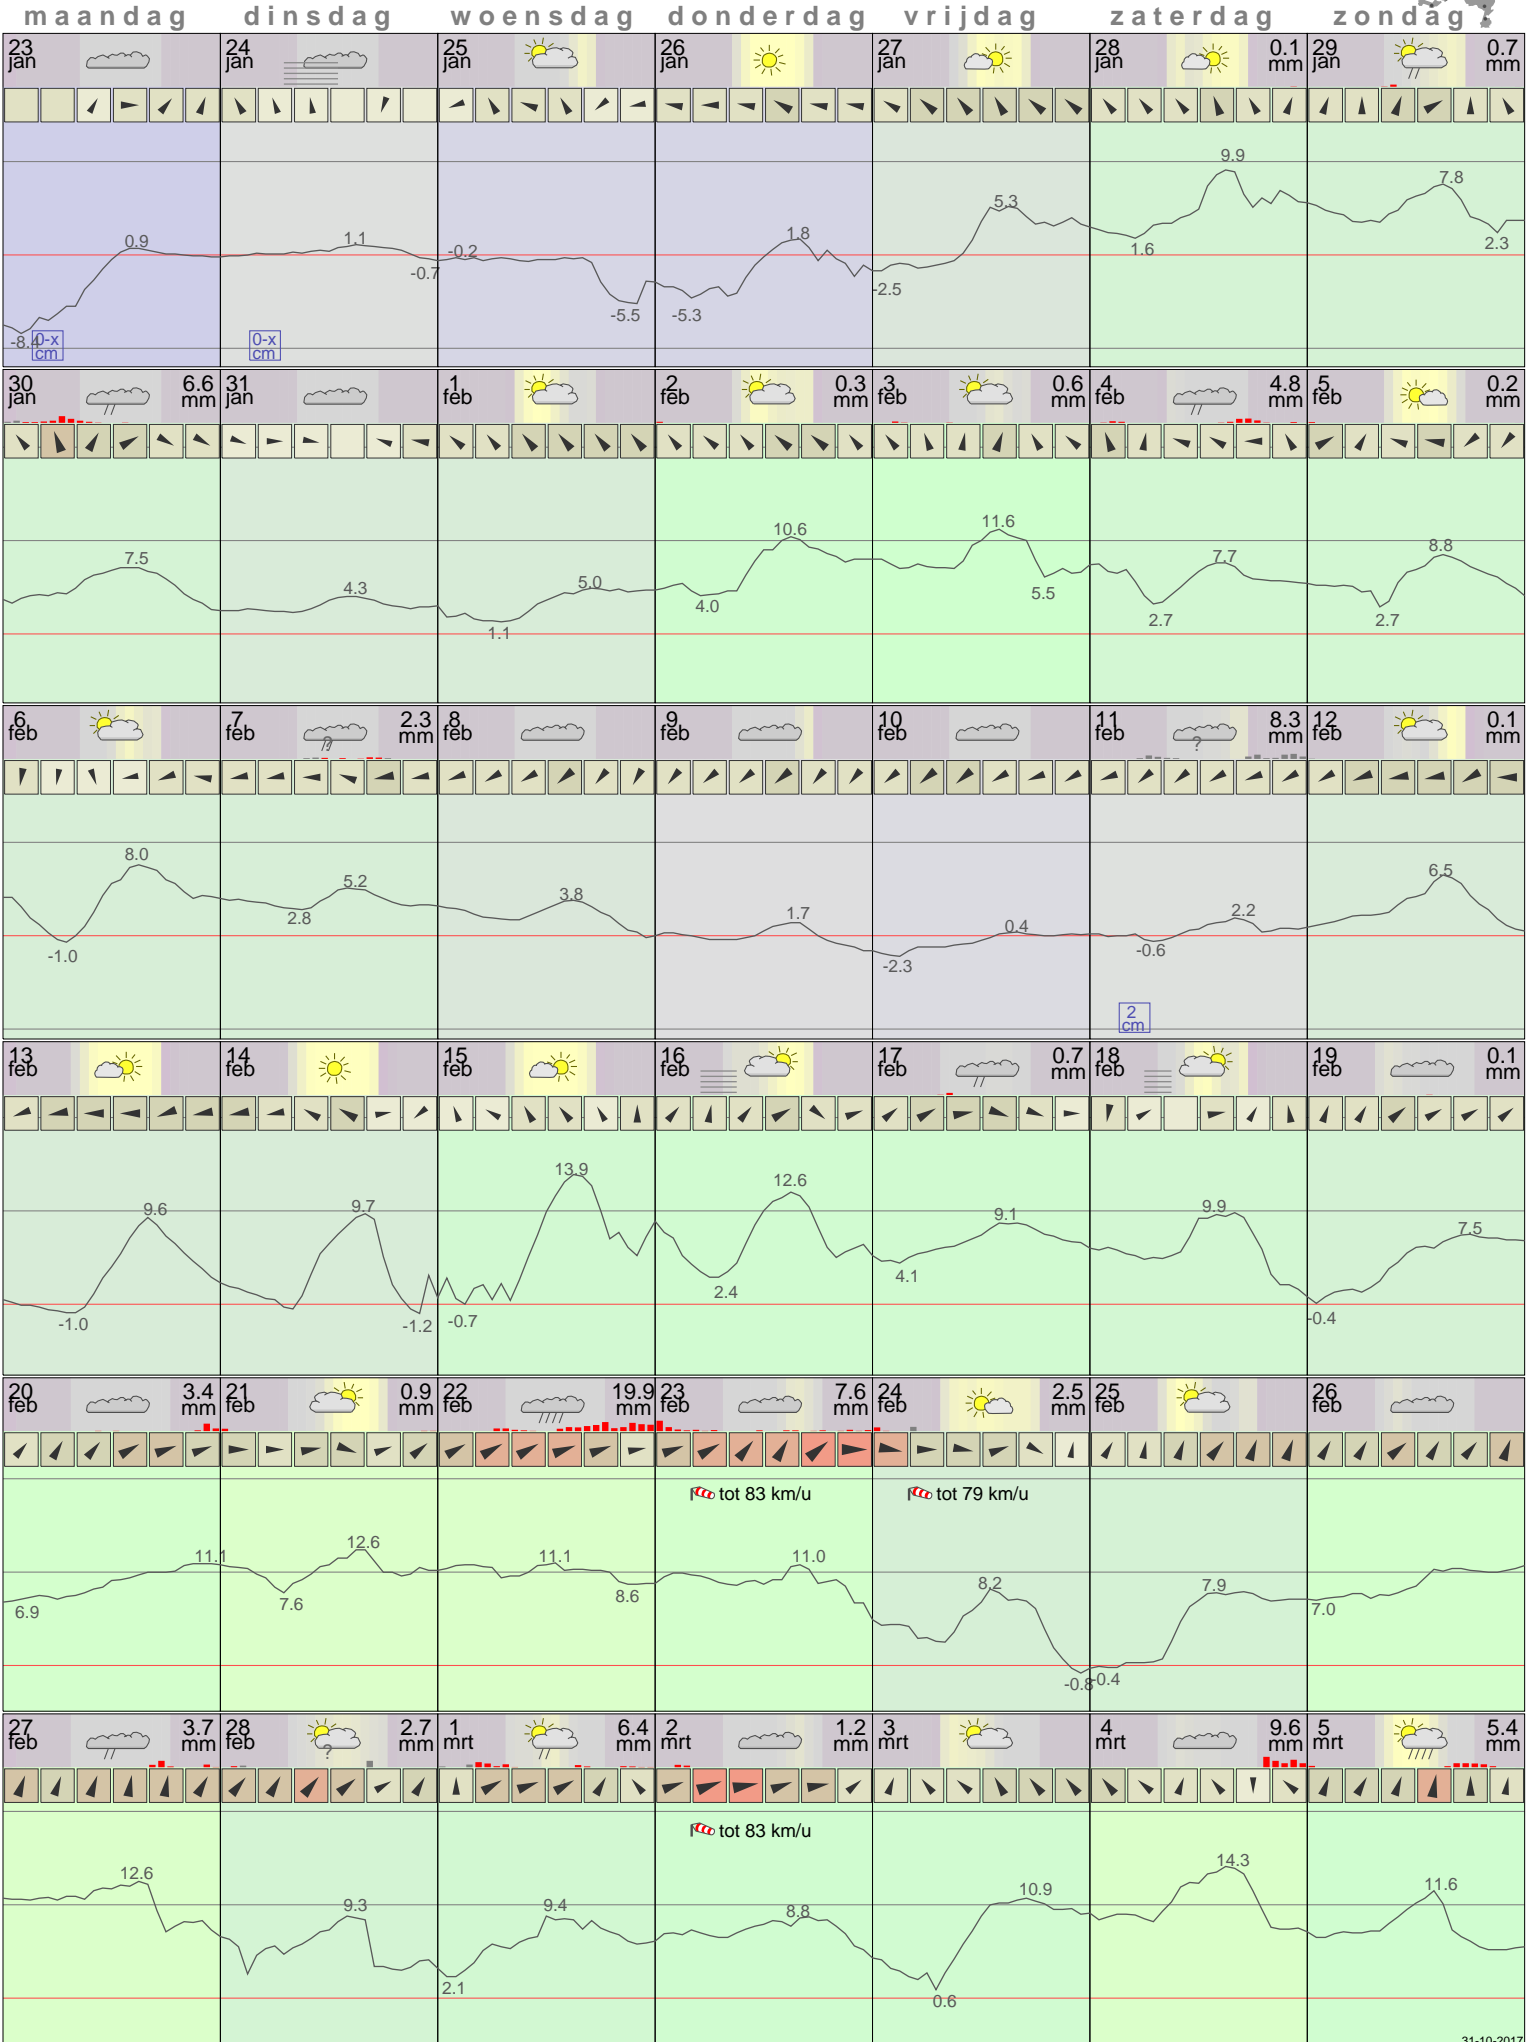 maandag dinsdag woensdag donderdag vrijdag zaterdag zondag
23 jan
24 jan
25 jan
26 jan
27 jan
28 jan 0.1 mm
29 jan 0.7 mm
-8.4 0.9
0-x cm
1.1 -0.7
0-x cm
-0.2 -5.5
-5.3 1.8
-2.5 5.3
1.6 9.9
7.8 2.3
30 jan 6.6 mm
31 jan
1 feb
2 feb 0.3 mm
3 feb 0.6 mm
4 feb 4.8 mm
5 feb 0.2 mm
7.5
4.3
1.1 5.0
4.0 10.6
11.6 5.5
2.7 7.7
2.7 8.8
6 feb
7 feb 2.3 mm
?
8 feb
9 feb
10 feb
11 feb 8.3 mm
?
12 feb 0.1 mm
-1.0 8.0
2.8 5.2
3.8
1.7
-2.3 0.4
-0.6 2.2
2 cm
6.5
13 feb
14 feb
15 feb
16 feb
17 feb 0.7 mm
18 feb
19 feb 0.1 mm
-1.0 9.6
9.7 -1.2
-0.7 13.9
2.4 12.6
4.1 9.1
9.9
-0.4 7.5
20 feb 3.4 mm
21 feb 0.9 mm
22 feb 19.9 mm
23 feb 7.6 mm
24 feb 2.5 mm
25 feb
26 feb
tot 83 km/u
tot 79 km/u
6.9 11.1
7.6 12.6
11.1 8.6
11.0
8.2 -0.8
-0.4 7.9
7.0
27 feb 3.7 mm
28 feb 2.7 mm
?
1 mrt 6.4 mm
2 mrt 1.2 mm
3 mrt
4 mrt 9.6 mm
5 mrt 5.4 mm
tot 83 km/u
12.6
9.3
2.1 9.4
8.8
0.6 10.9
14.3
11.6
31-10-2017